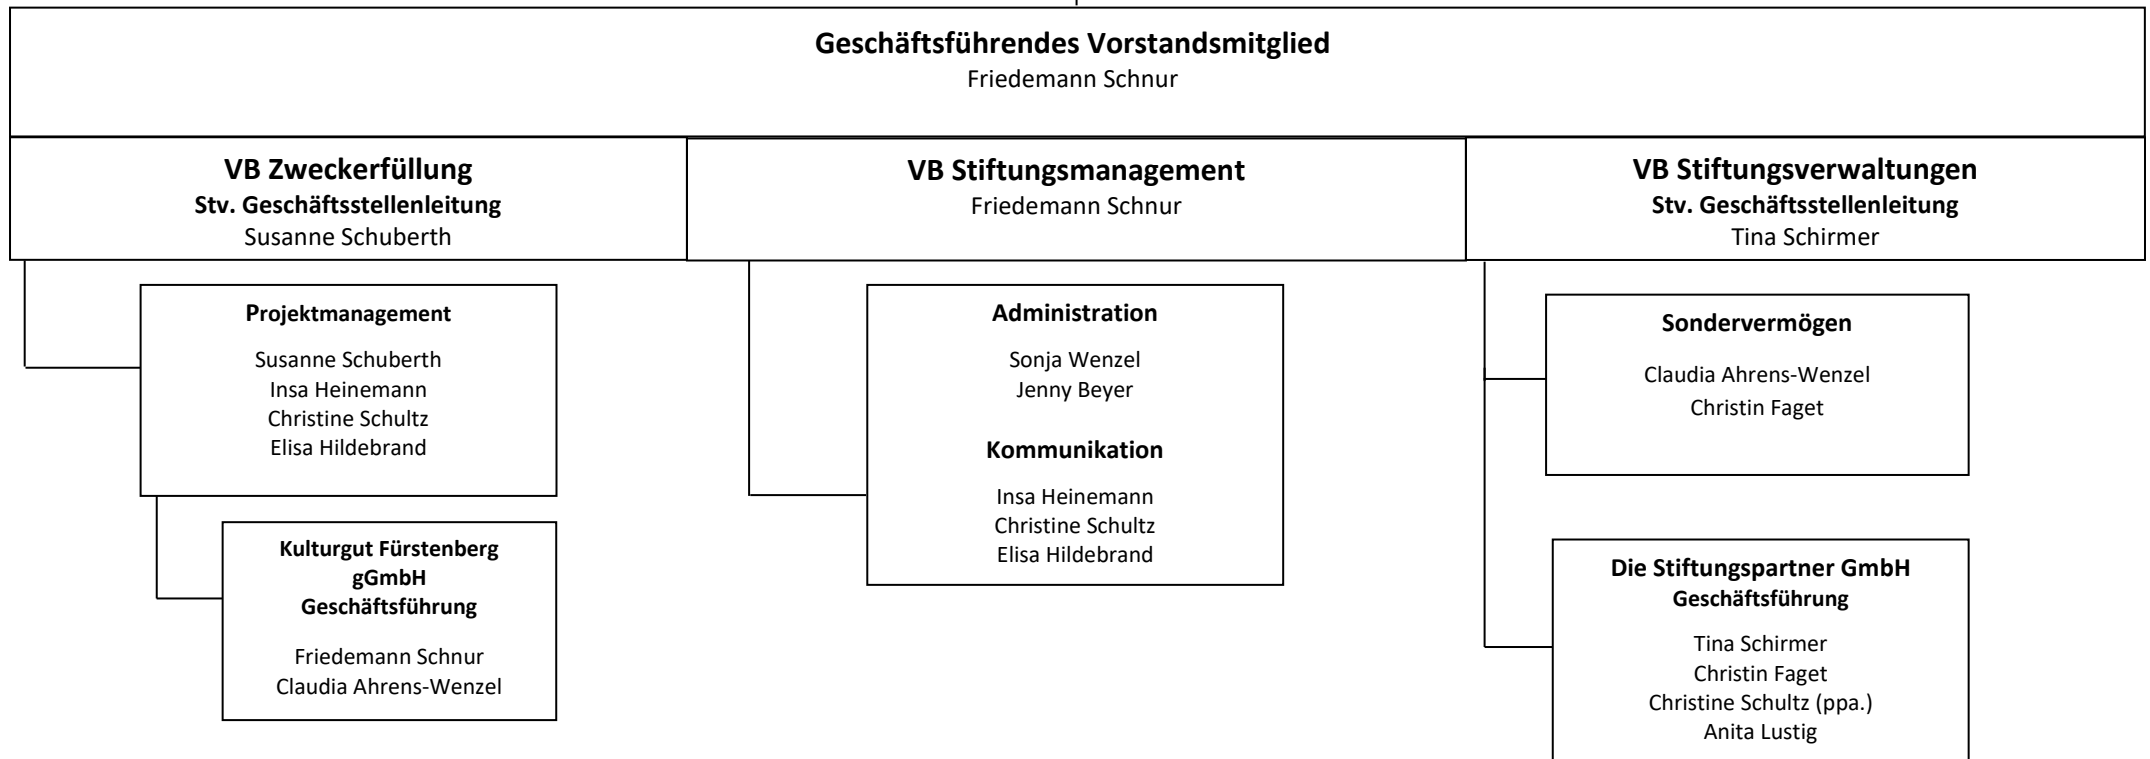 Geschäftsführendes Vorstandsmitglied
Friedemann Schnur
VB Zweckerfüllung
Stv. Geschäftsstellenleitung
Susanne Schuberth
VB Stiftungsmanagement
Friedemann Schnur
VB Stiftungsverwaltungen
Stv. Geschäftsstellenleitung
Tina Schirmer
Projektmanagement
Susanne Schuberth
Insa Heinemann
Christine Schultz
Elisa Hildebrand
Kulturgut Fürstenberg
gGmbH
Geschäftsführung
Friedemann Schnur
Claudia Ahrens-Wenzel
Administration
Sonja Wenzel
Jenny Beyer
Kommunikation
Insa Heinemann
Christine Schultz
Elisa Hildebrand
Sondervermögen
Claudia Ahrens-Wenzel
Christin Faget
Die Stiftungspartner GmbH
Geschäftsführung
Tina Schirmer
Christin Faget
Christine Schultz (ppa.)
Anita Lustig